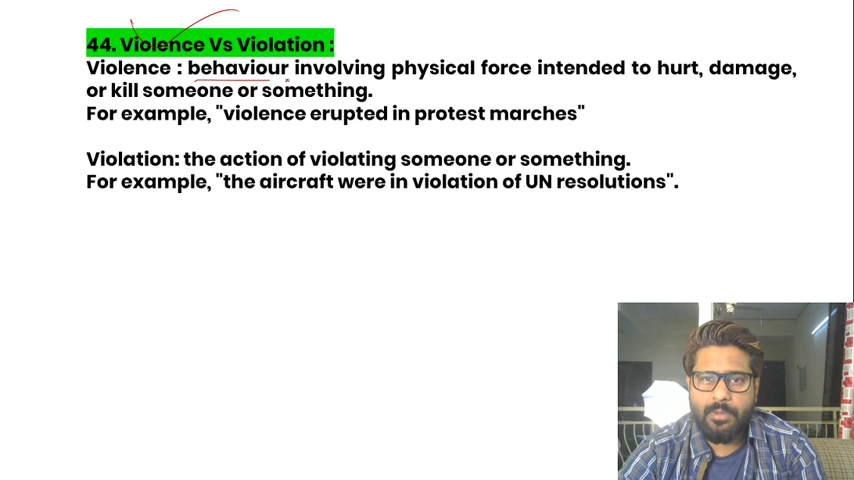 44. Violence Vs Violation :
Violence : behaviour involving physical force intended to hurt, damage,
or kill someone or something.
For example, "violence erupted in protest marches"
Violation: the action of violating someone or something.
For example, "the aircraft were in violation of UN resolutions".